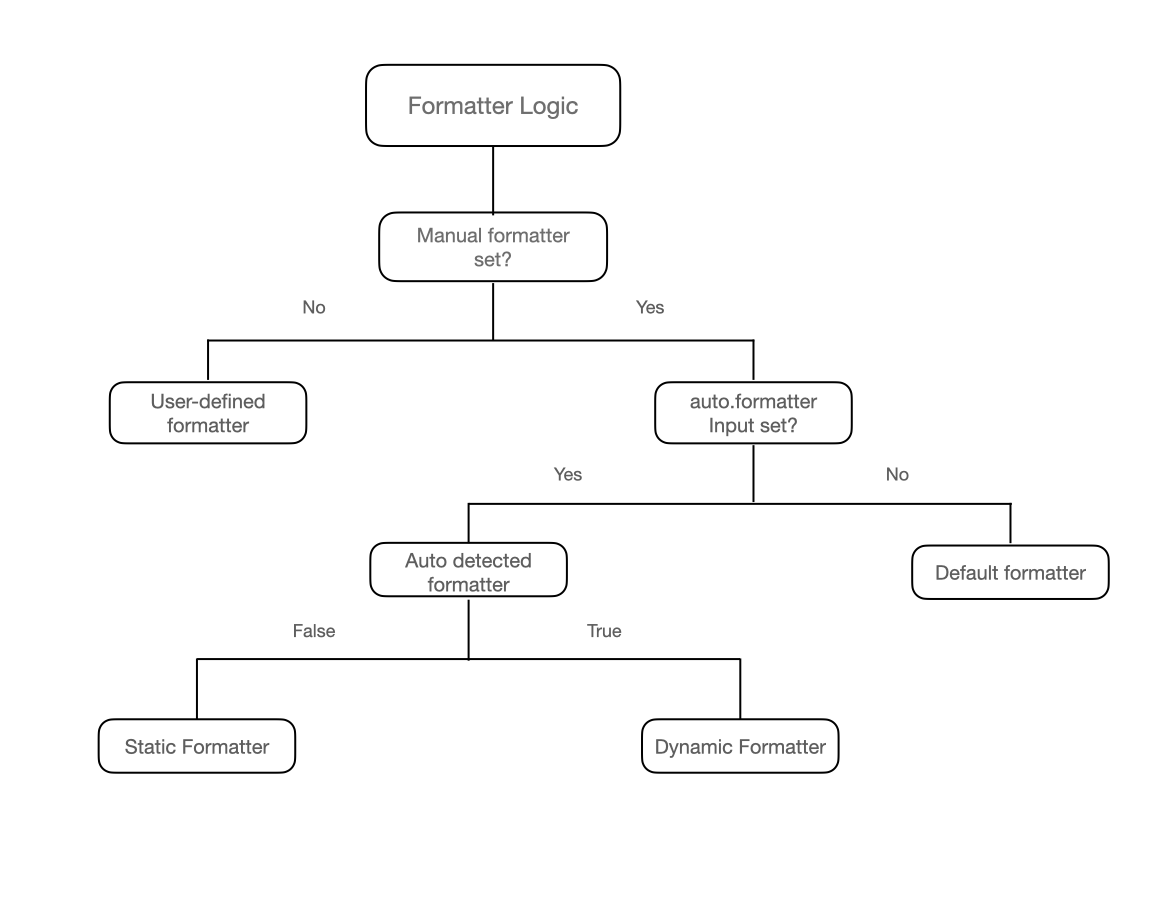 Formatter Logic
Manual formatter
set?
No
Yes
User-defined
formatter
auto.formatter
Input set?
Yes
No
Auto detected
formatter
Default formatter
False
True
Static Formatter
Dynamic Formatter